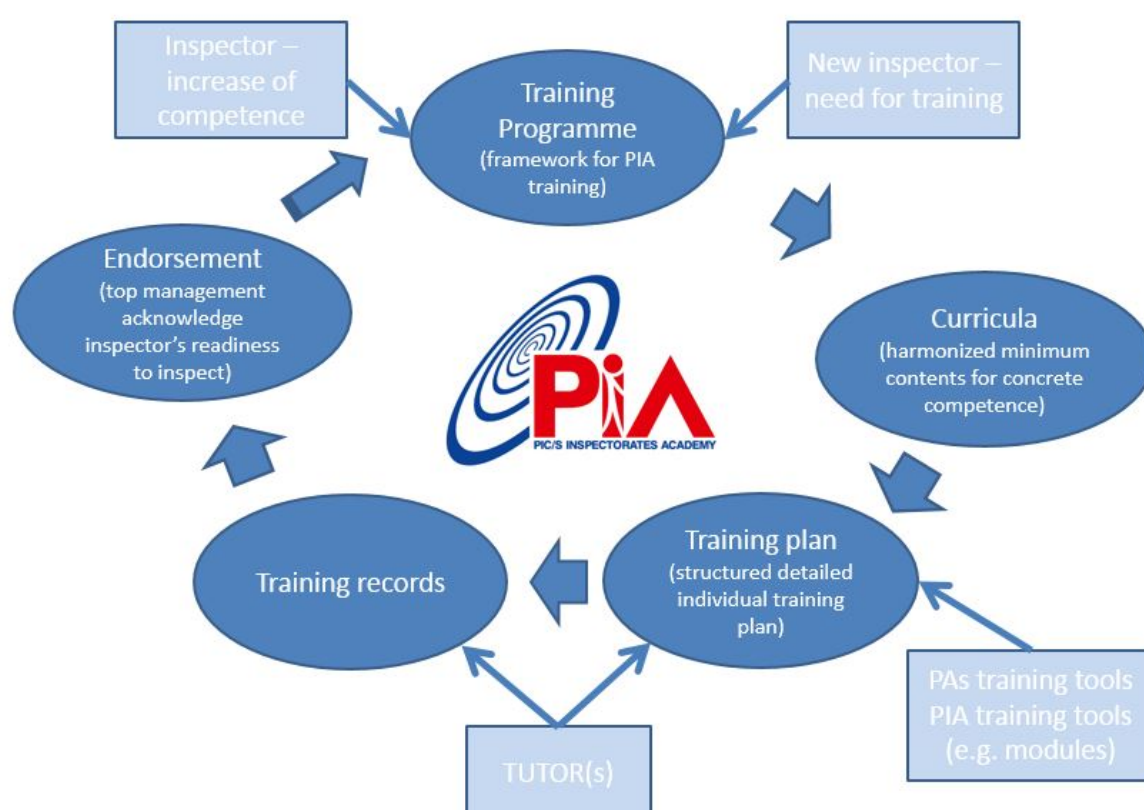 Inspector –
increase of
competence
Training
Programme
(framework for PIA
training)
New inspector –
need for training
Endorsement
(top management
acknowledge
inspector's readiness
to inspect)
Curricula
(harmonized minimum
contents for concrete
competence)
PiA
PIC/S INSPECTORATES ACADEMY
Training records
Training plan
(structured detailed
individual training
plan)
TUTOR(s)
PAs training tools
PIA training tools
(e.g. modules)